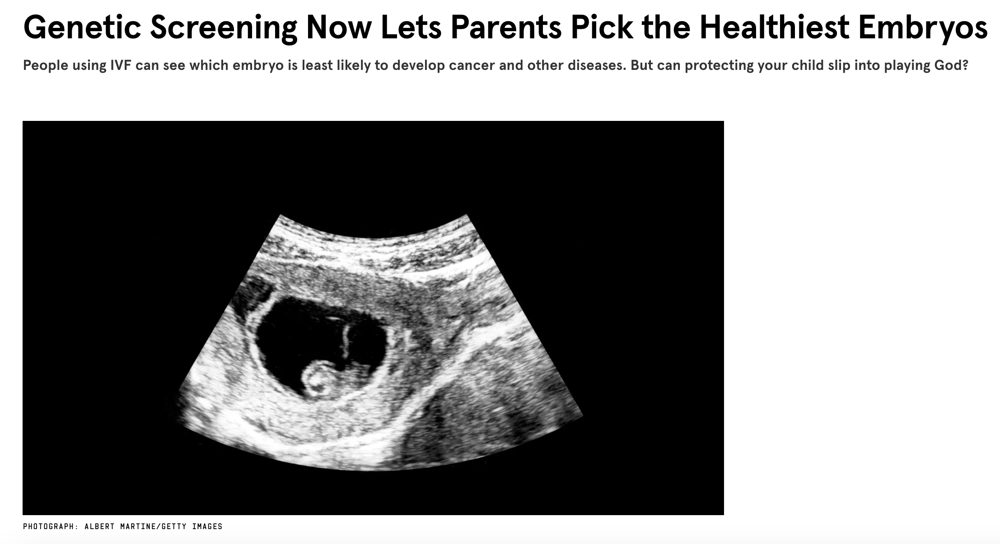 Genetic Screening Now Lets Parents Pick the Healthiest Embryos
People using IVF can see which embryo is least likely to develop cancer and other diseases. But can protecting your child slip into playing God?
PHOTOGRAPH: ALBERT MARTINE/GETTY IMAGES